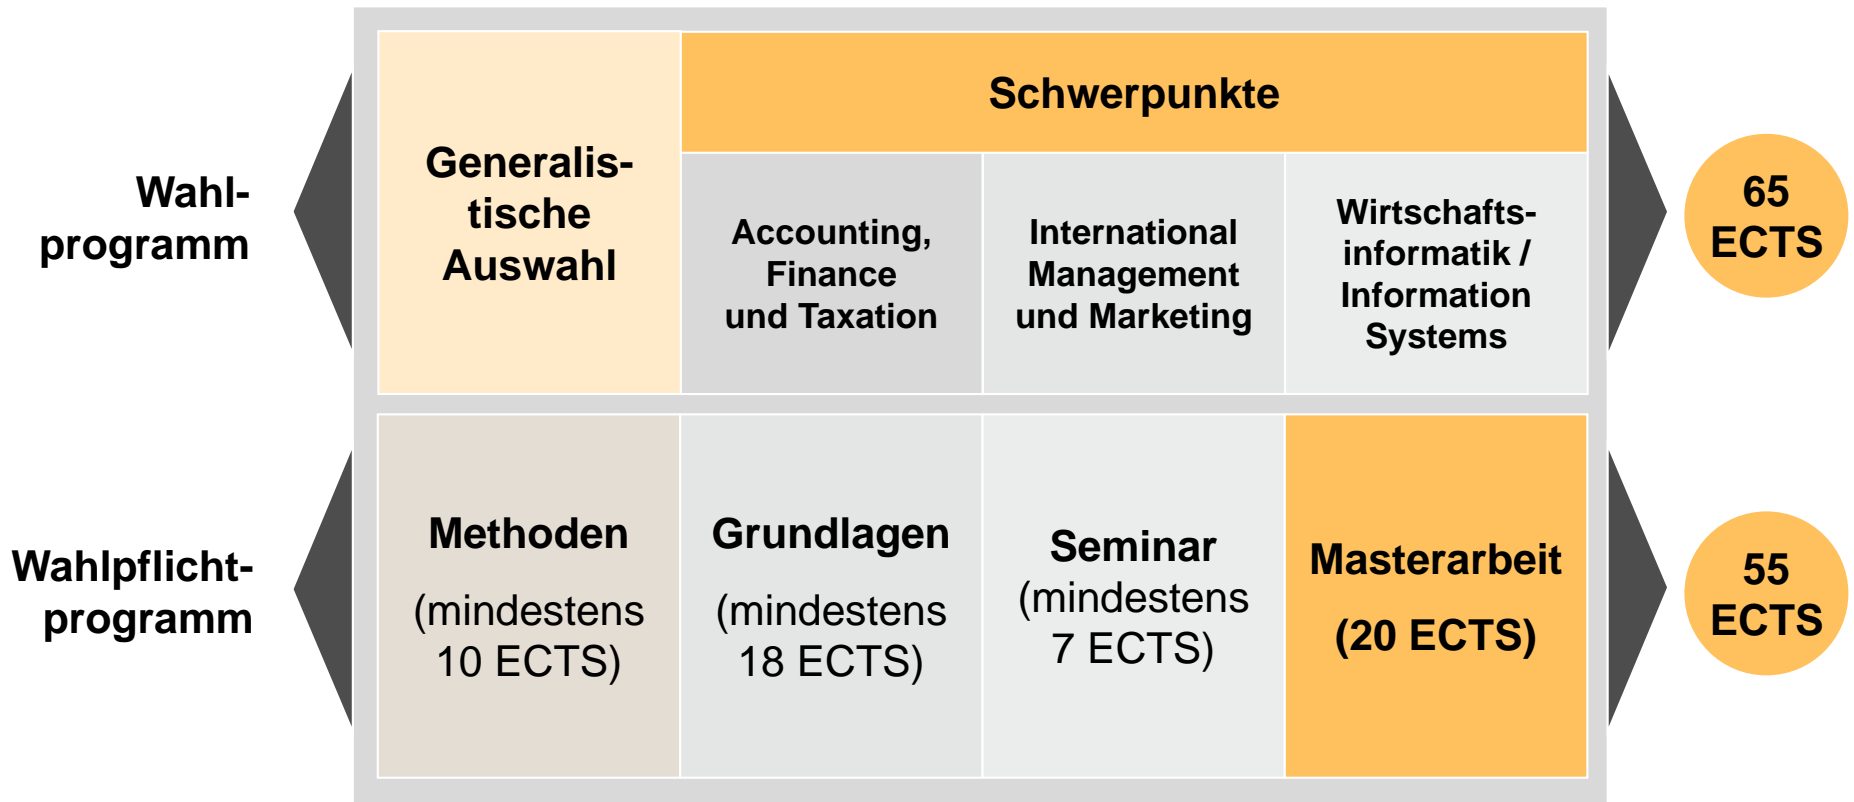 Wahl-
programm
Generalis-
tische
Auswahl
Schwerpunkte
Accounting,
Finance
und Taxation
International
Management
und Marketing
Wirtschafts-
informatik /
Information
Systems
65
ECTS
Wahlpflicht-
programm
Methoden
(mindestens
10 ECTS)
Grundlagen
(mindestens
18 ECTS)
Seminar
(mindestens
7 ECTS)
Masterarbeit
(20 ECTS)
55
ECTS